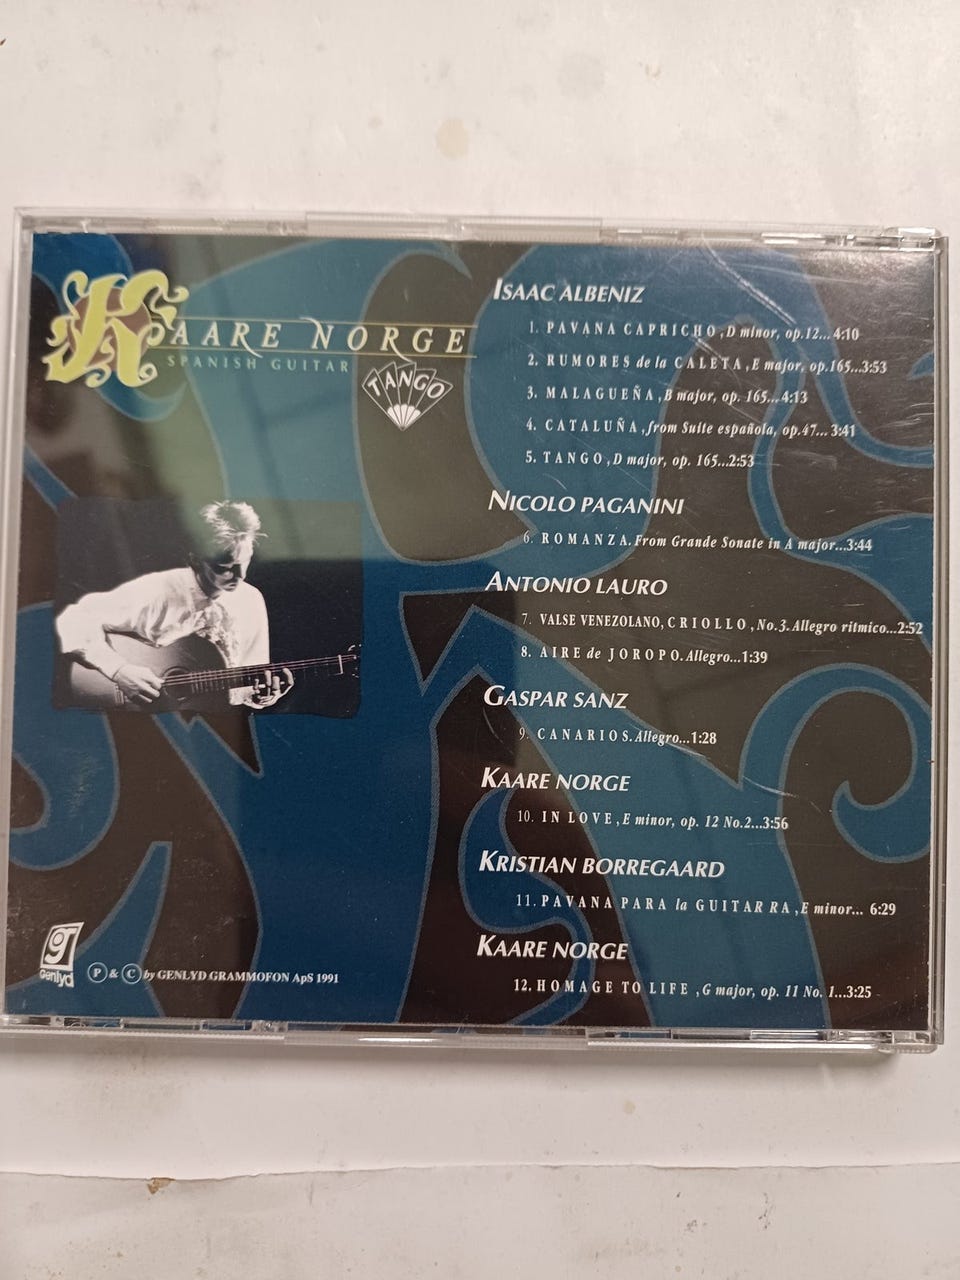 KAARE NORGE
SPANISH GUITAR
TANGO
ISAAC ALBENIZ
1. PAVANA CAPRICHO, D minor, op.12...4:10
2. RUMORES de la CALETA, E major, op.165...3:53
3. MALAGUEÑA, B major, op. 165...4:13
4. CATALUÑA, from Suite española, op.47...3:41
5. TANGO, D major, op. 165...2:53
NICOLO PAGANINI
6. ROMANZA. From Grande Sonate in A major...3:44
ANTONIO LAURO
7. VALSE VENEZOLANO, CRIOLLO, No.3. Allegro ritmico...2:52
8. AIRE de JOROPO. Allegro...1:39
GASPAR SANZ
9. CANARIOS. Allegro...1:28
KAARE NORGE
10. IN LOVE, E minor, op. 12 No.2...3:56
KRISTIAN BORREGAARD
11. PAVANA PARA la GUITARRA, E minor... 6:29
KAARE NORGE
12. HOMAGE TO LIFE, G major, op. 11 No. 1...3:25
g
Genlyd
Ⓟ & © by GENLYD GRAMMOFON ApS 1991